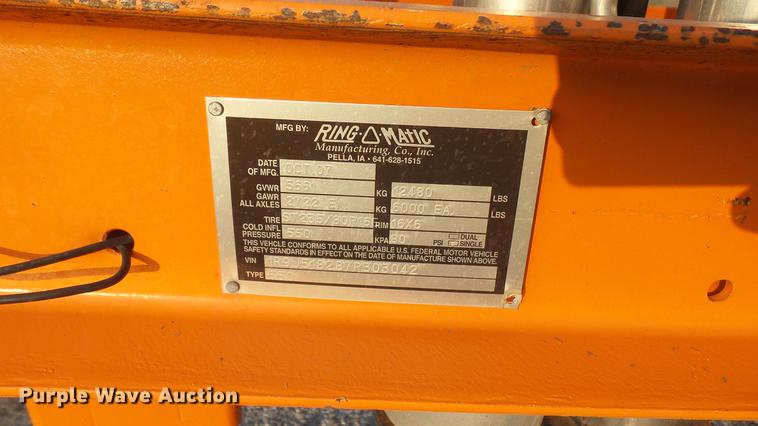 MFG BY: RING-O-MATIC
Manufacturing, Co., Inc.
PELLA, IA • 641-628-1515
DATE OF MFG. OCT.07
GVWR KG 12480 LBS
GAWR ALL AXLES KG 6000 EA. LBS
TIRE ST235/80R16E RIM 16X6
COLD INFL PRESSURE 550 KPA 80 PSI DUAL SINGLE
THIS VEHICLE CONFORMS TO ALL APPLICABLE U.S. FEDERAL MOTOR VEHICLE
SAFETY STANDARDS IN EFFECT ON THE DATE OF MANUFACTURE SHOWN ABOVE.
VIN
TYPE
Purple Wave Auction